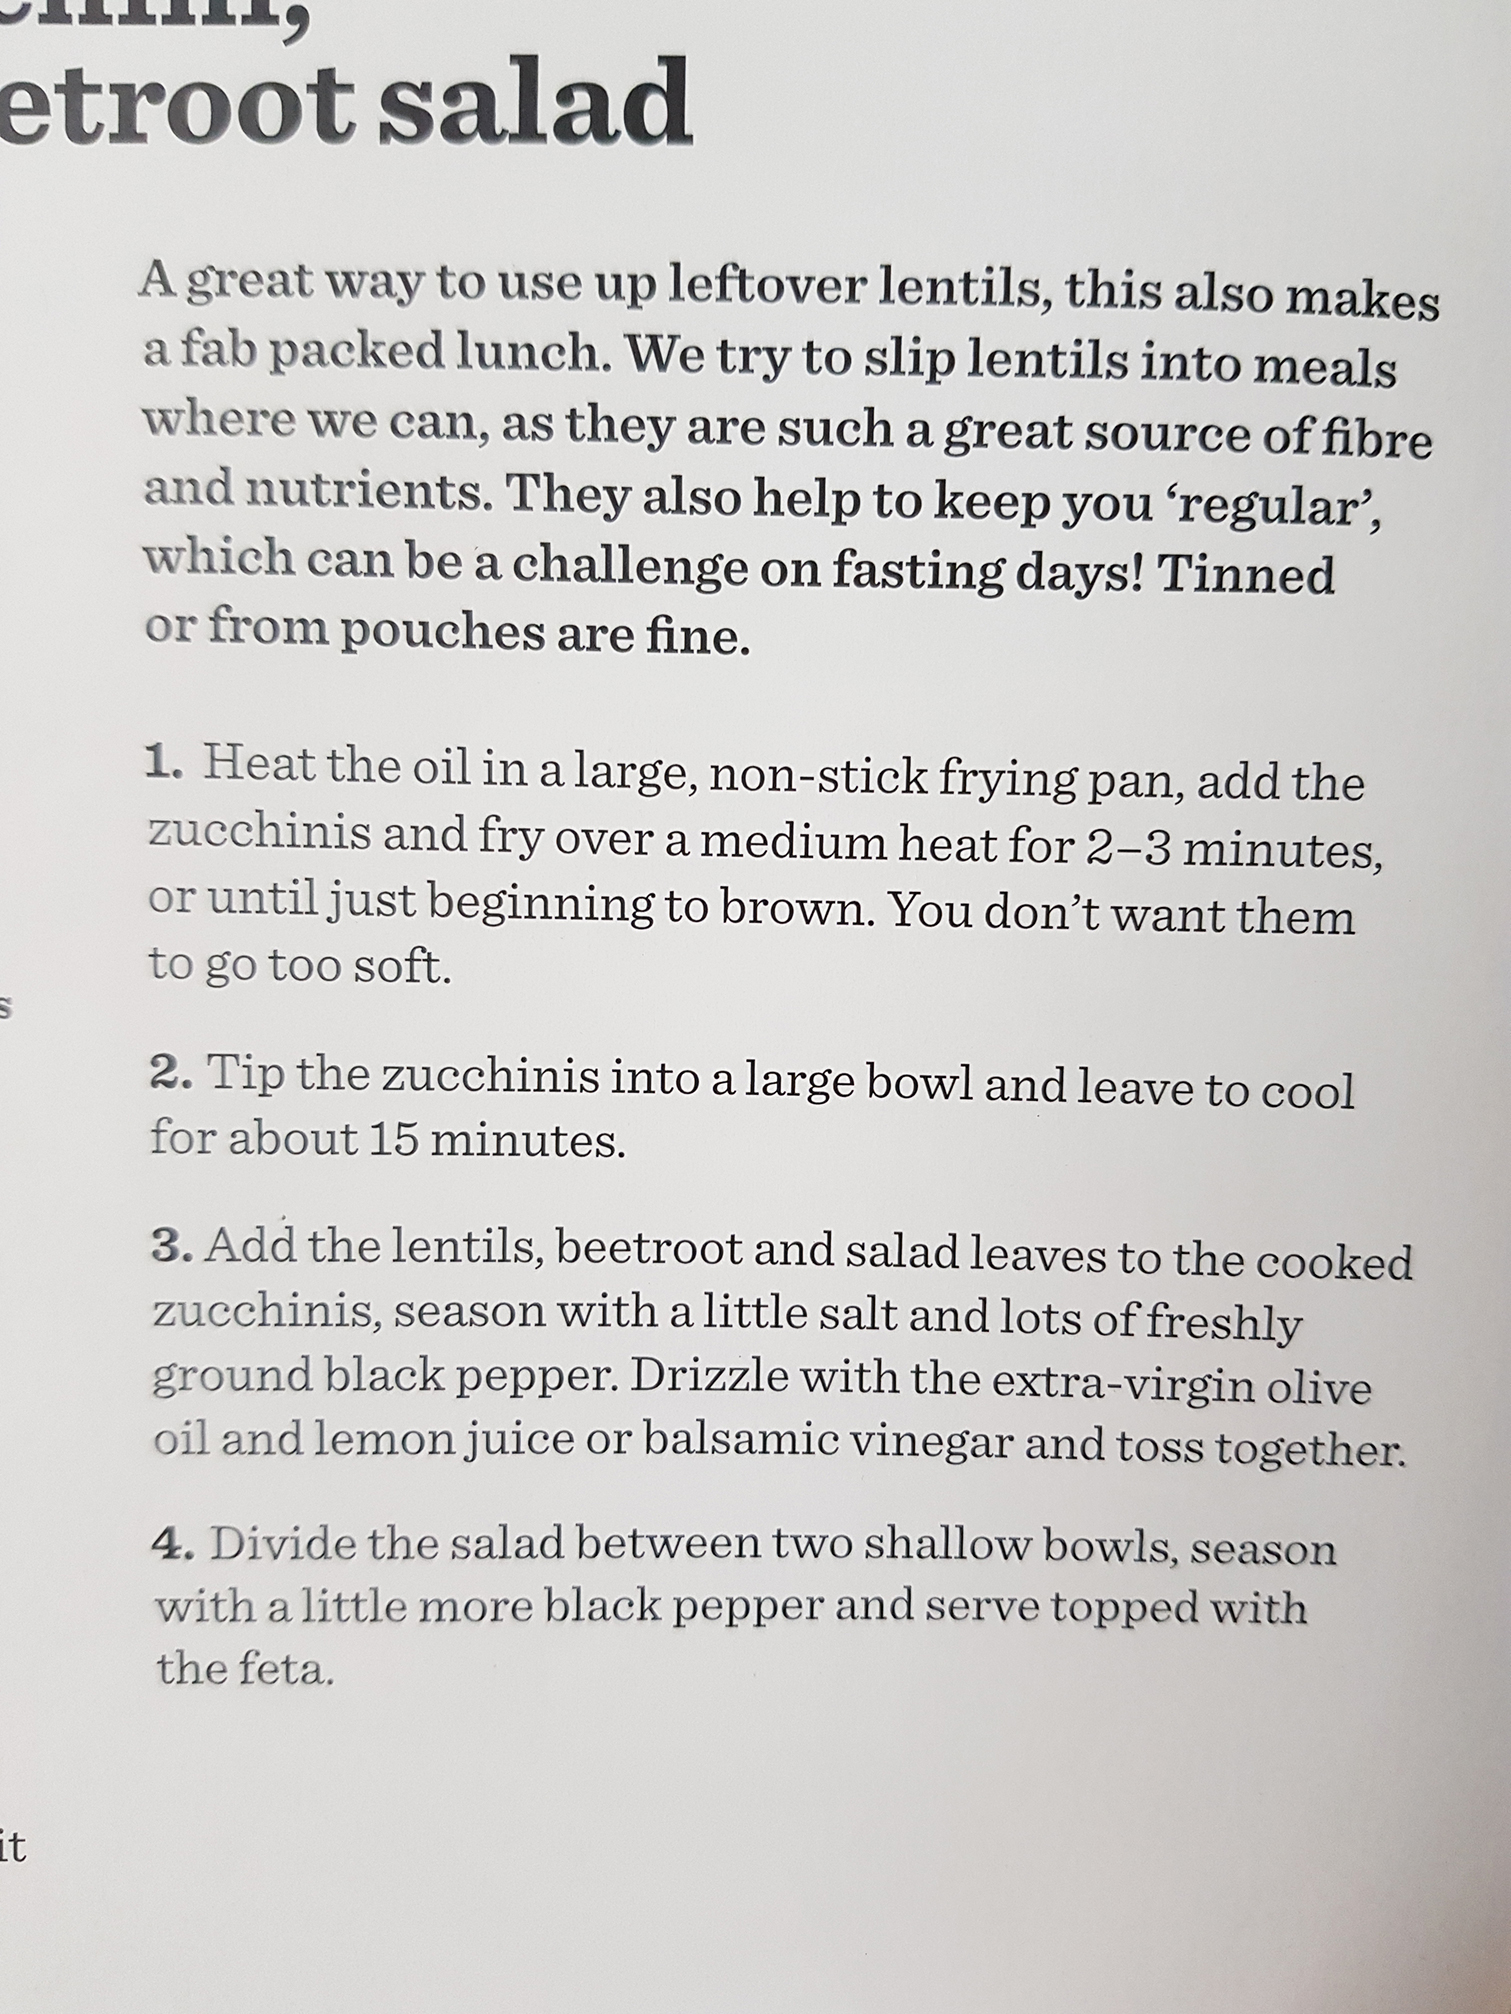 etroot salad
A great way to use up leftover lentils, this also makes
a fab packed lunch. We try to slip lentils into meals
where we can, as they are such a great source of fibre
and nutrients. They also help to keep you ‘regular’,
which can be a challenge on fasting days! Tinned
or from pouches are fine.
1. Heat the oil in a large, non-stick frying pan, add the
zucchinis and fry over a medium heat for 2–3 minutes,
or until just beginning to brown. You don’t want them
to go too soft.
s
2. Tip the zucchinis into a large bowl and leave to cool
for about 15 minutes.
3. Add the lentils, beetroot and salad leaves to the cooked
zucchinis, season with a little salt and lots of freshly
ground black pepper. Drizzle with the extra-virgin olive
oil and lemon juice or balsamic vinegar and toss together.
4. Divide the salad between two shallow bowls, season
with a little more black pepper and serve topped with
the feta.
it